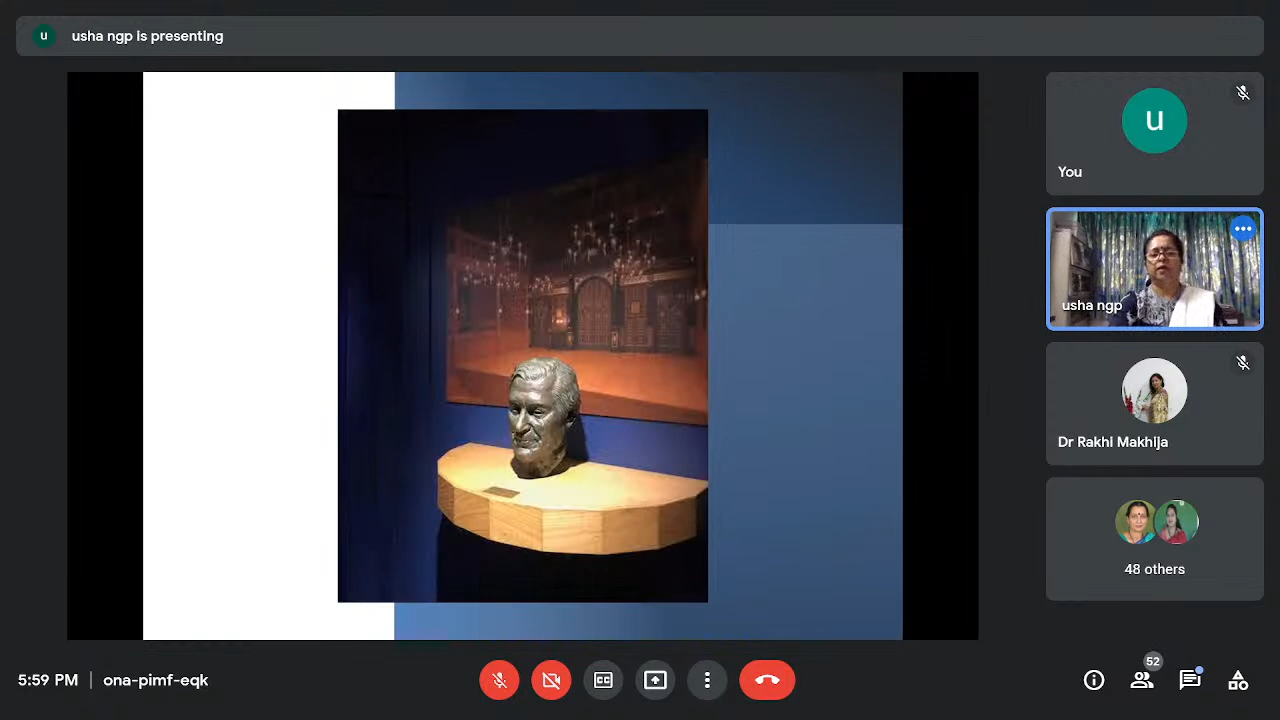 u
usha ngp is presenting
u
You
usha ngp
Dr Rakhi Makhija
48 others
5:59 PM
ona-pimf-eqk
CC
52